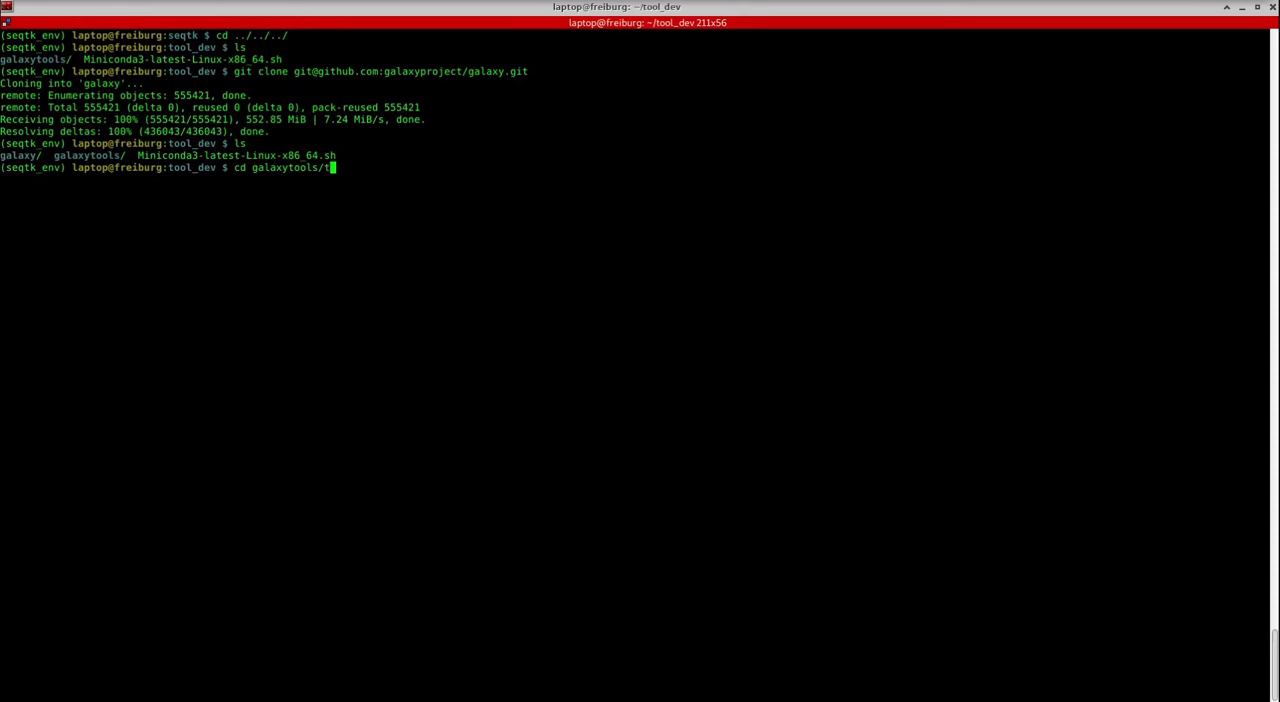 laptop@freiburg: ~/tool_dev
laptop@freiburg: ~/tool_dev 211x56
(seqtk_env) laptop@freiburg:seqtk $ cd ../../../
(seqtk_env) laptop@freiburg:tool_dev $ ls
galaxytools/  Miniconda3-latest-Linux-x86_64.sh
(seqtk_env) laptop@freiburg:tool_dev $ git clone git@github.com:galaxyproject/galaxy.git
Cloning into 'galaxy'...
remote: Enumerating objects: 555421, done.
remote: Total 555421 (delta 0), reused 0 (delta 0), pack-reused 555421
Receiving objects: 100% (555421/555421), 552.85 MiB | 7.24 MiB/s, done.
Resolving deltas: 100% (436043/436043), done.
(seqtk_env) laptop@freiburg:tool_dev $ ls
galaxy/  galaxytools/  Miniconda3-latest-Linux-x86_64.sh
(seqtk_env) laptop@freiburg:tool_dev $ cd galaxytools/t